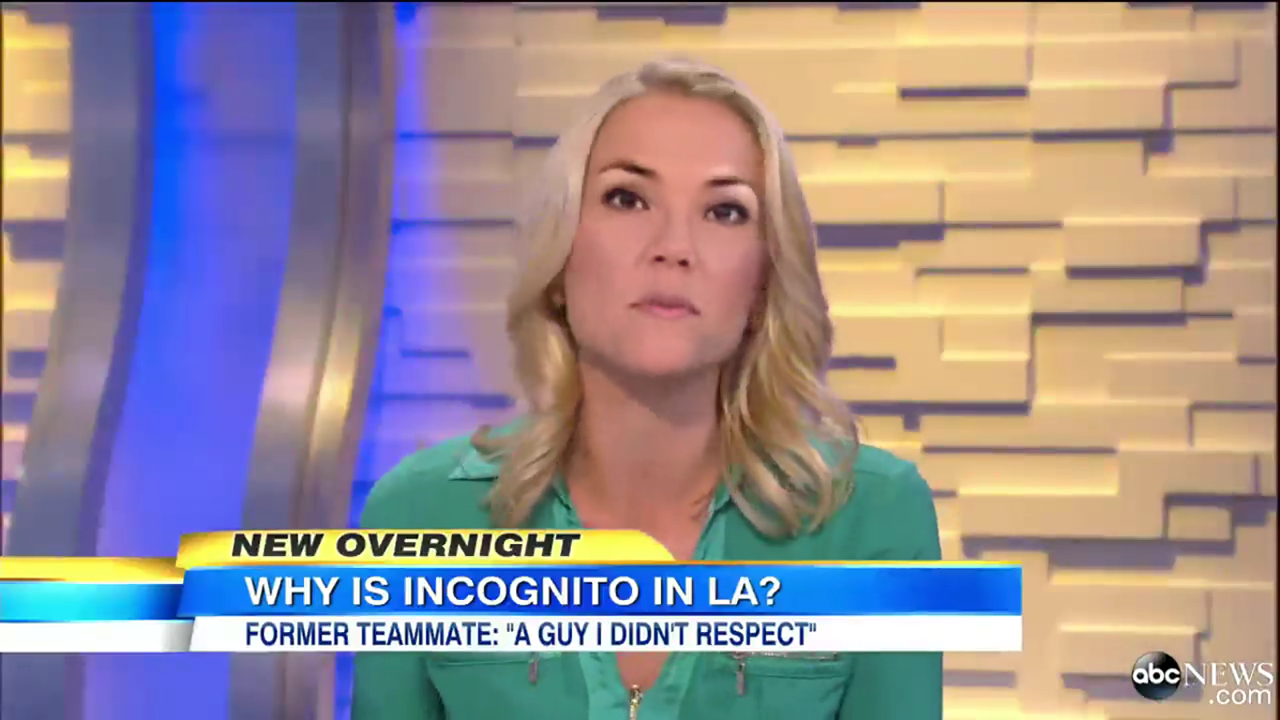 NEW OVERNIGHT
WHY IS INCOGNITO IN LA?
FORMER TEAMMATE: "A GUY I DIDN'T RESPECT"
abc NEWS
.com